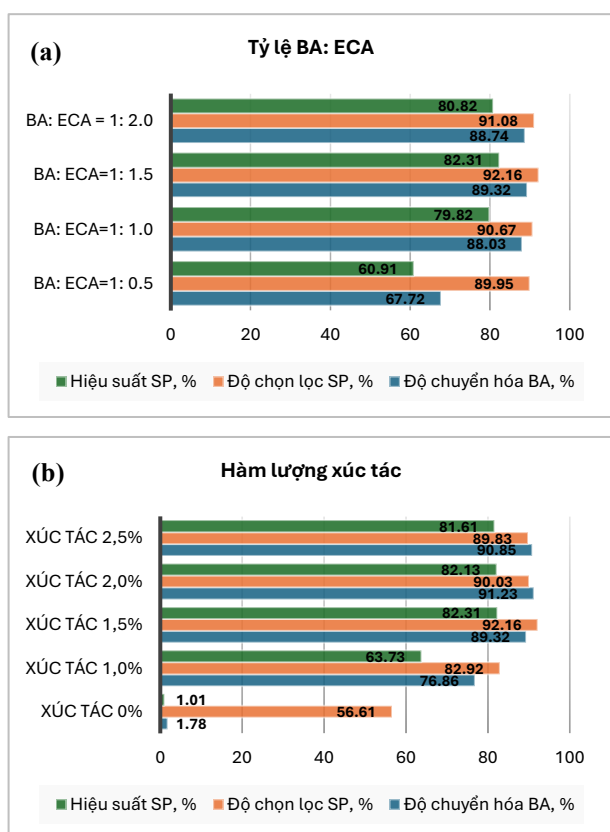 (a)
Tỷ lệ BA: ECA
BA: ECA = 1: 2.0
80.82
91.08
88.74
BA: ECA=1: 1.5
82.31
92.16
89.32
BA: ECA=1: 1.0
79.82
90.67
88.03
BA: ECA=1: 0.5
60.91
89.95
67.72
0 20 40 60 80 100
Hiệu suất SP, % Độ chọn lọc SP, % Độ chuyển hóa BA, %
(b)
Hàm lượng xúc tác
XÚC TÁC 2,5%
81.61
89.83
90.85
XÚC TÁC 2,0%
82.13
90.03
91.23
XÚC TÁC 1,5%
82.31
92.16
89.32
XÚC TÁC 1,0%
63.73
82.92
76.86
XÚC TÁC 0%
1.01
56.61
1.78
0 20 40 60 80 100
Hiệu suất SP, % Độ chọn lọc SP, % Độ chuyển hóa BA, %